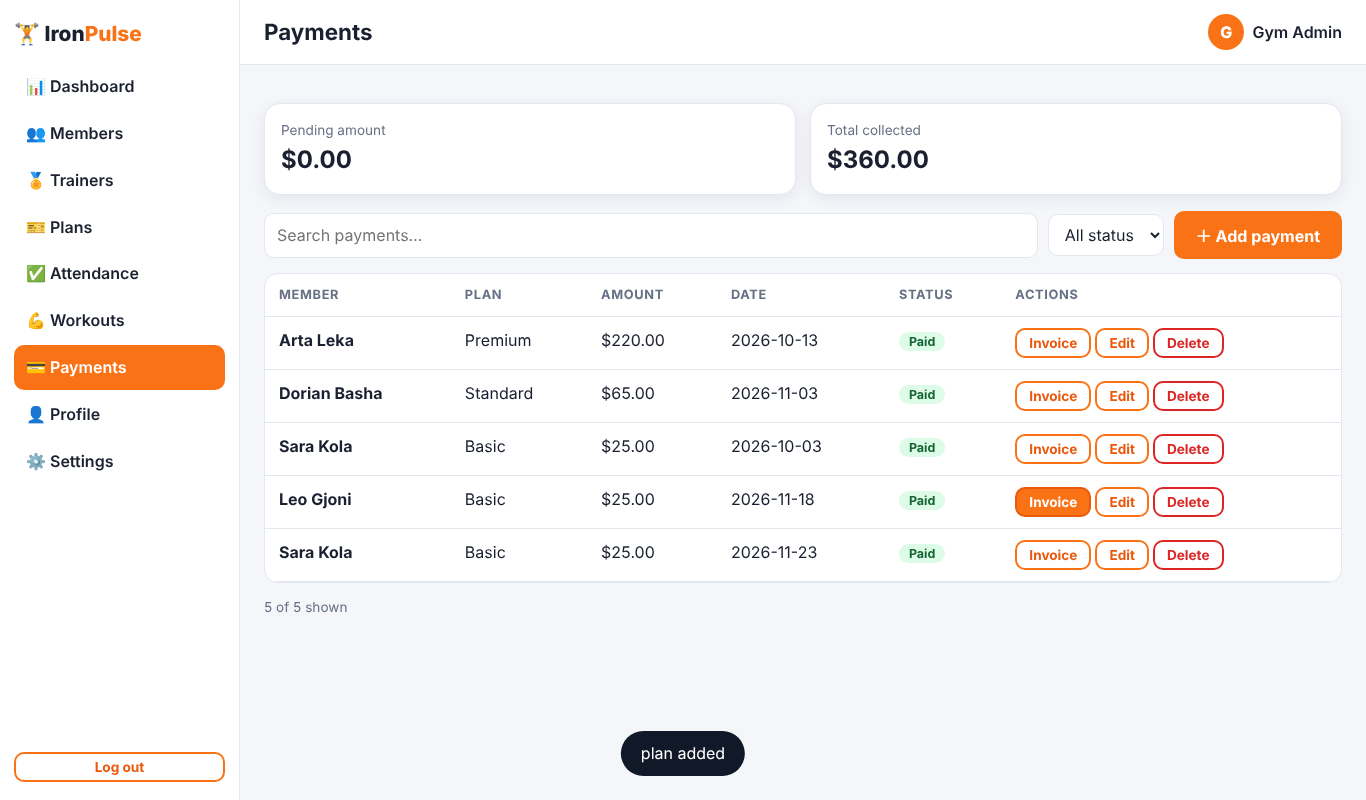 IronPulse
Payments
G Gym Admin
Dashboard
Members
Trainers
Plans
Attendance
Workouts
Payments
Profile
Settings
Log out
Pending amount
$0.00
Total collected
$360.00
Search payments...
All status
+ Add payment
MEMBER PLAN AMOUNT DATE STATUS ACTIONS
Arta Leka Premium $220.00 2026-10-13 Paid Invoice Edit Delete
Dorian Basha Standard $65.00 2026-11-03 Paid Invoice Edit Delete
Sara Kola Basic $25.00 2026-10-03 Paid Invoice Edit Delete
Leo Gjoni Basic $25.00 2026-11-18 Paid Invoice Edit Delete
Sara Kola Basic $25.00 2026-11-23 Paid Invoice Edit Delete
5 of 5 shown
plan added